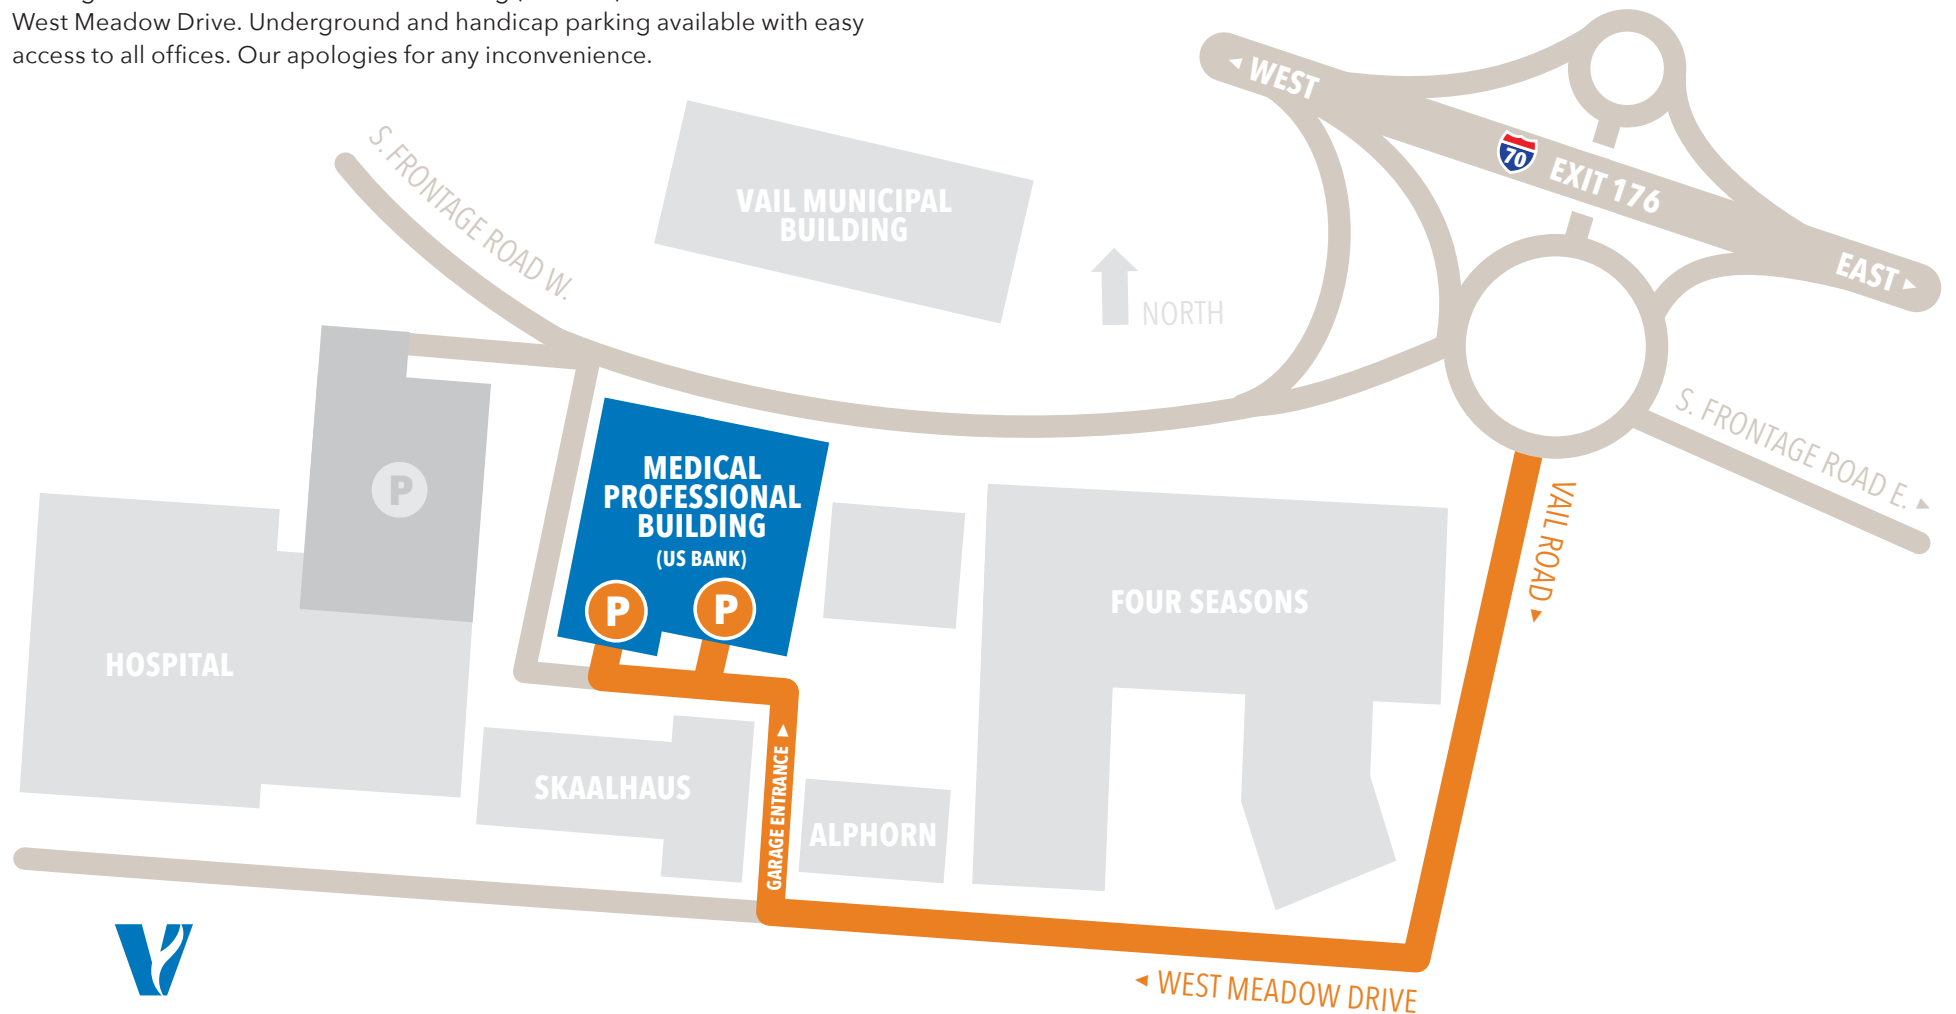 West Meadow Drive. Underground and handicap parking available with easy
access to all offices. Our apologies for any inconvenience.
WEST
70
EXIT 176
EAST
S. FRONTAGE ROAD W.
VAIL MUNICIPAL
BUILDING
NORTH
S. FRONTAGE ROAD E.
P
MEDICAL
PROFESSIONAL
BUILDING
(US BANK)
P
P
VAIL ROAD
FOUR SEASONS
HOSPITAL
SKAALHAUS
GARAGE ENTRANCE
ALPHORN
WEST MEADOW DRIVE